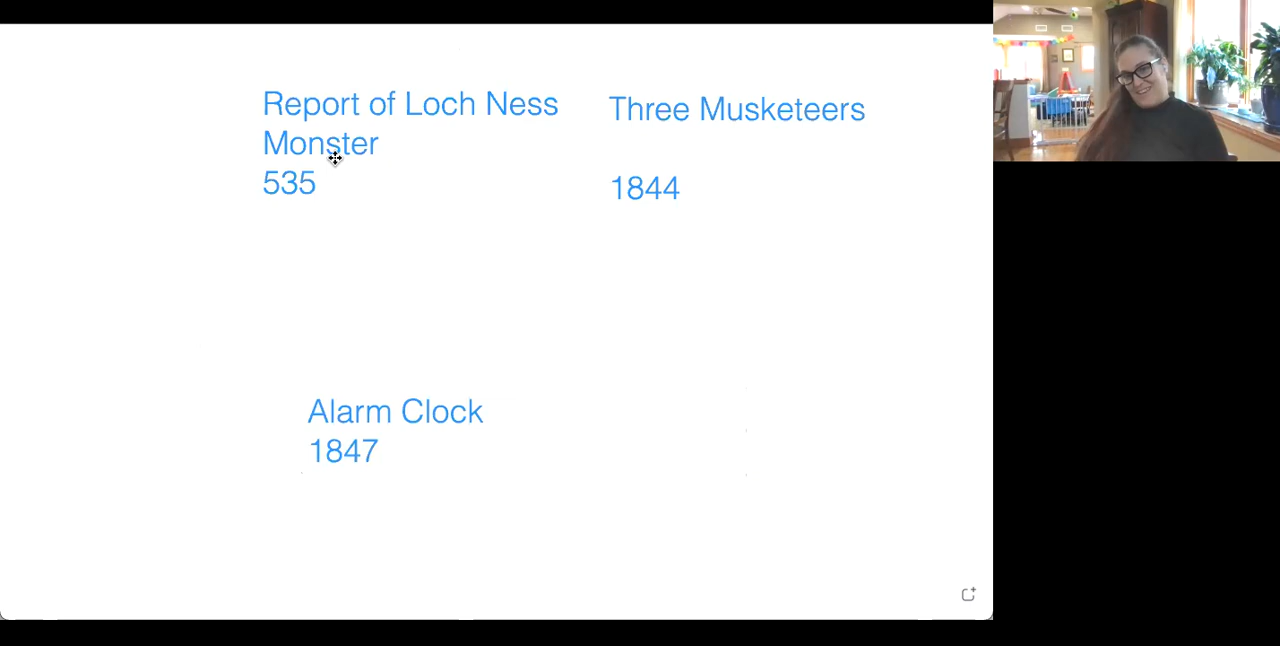 Report of Loch Ness
Monster
535
Three Musketeers
1844
Alarm Clock
1847